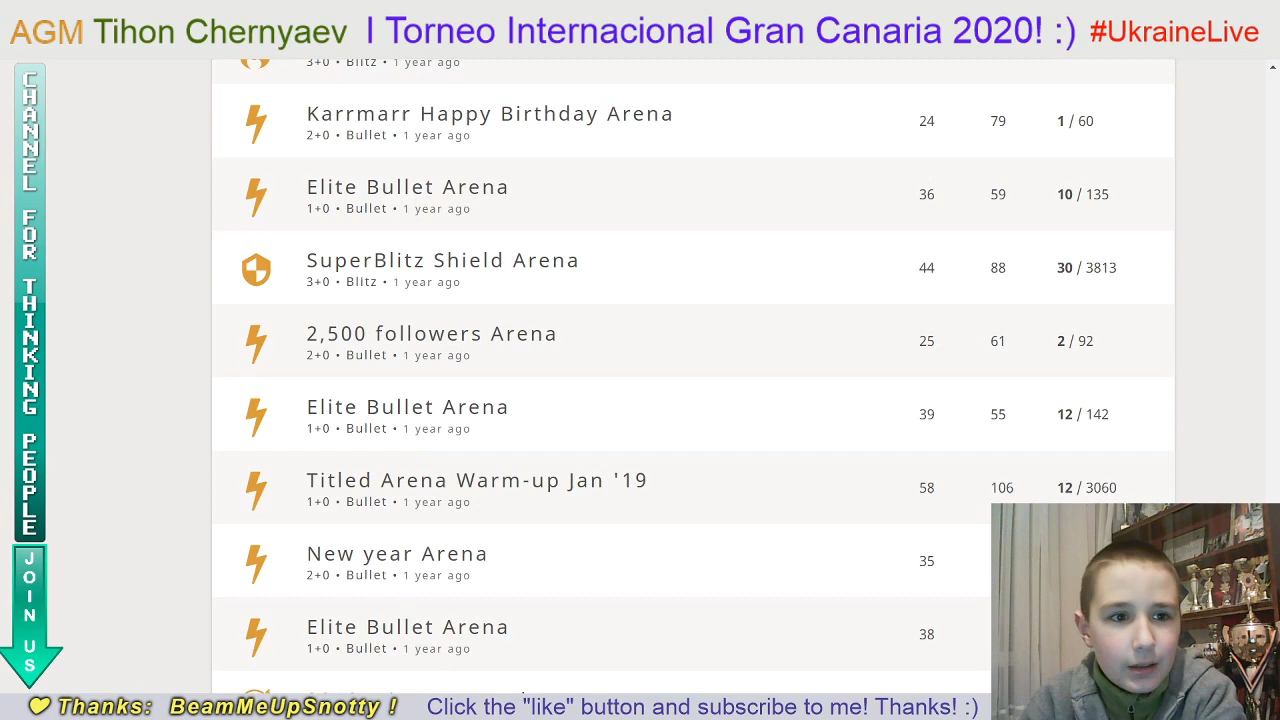 AGM Tihon Chernyaev I Torneo Internacional Gran Canaria 2020! :) #UkraineLive
CHANNEL FOR THINKING PEOPLE
JOIN US
3+0 • Blitz • 1 year ago
Karrmarr Happy Birthday Arena 24 79 1 / 60
2+0 • Bullet • 1 year ago
Elite Bullet Arena 36 59 10 / 135
1+0 • Bullet • 1 year ago
SuperBlitz Shield Arena 44 88 30 / 3813
3+0 • Blitz • 1 year ago
2,500 followers Arena 25 61 2 / 92
2+0 • Bullet • 1 year ago
Elite Bullet Arena 39 55 12 / 142
1+0 • Bullet • 1 year ago
Titled Arena Warm-up Jan '19 58 106 12 / 3060
1+0 • Bullet • 1 year ago
New year Arena 35
2+0 • Bullet • 1 year ago
Elite Bullet Arena 38
1+0 • Bullet • 1 year ago
Thanks: BeamMeUpSnotty ! Click the "like" button and subscribe to me! Thanks! :)